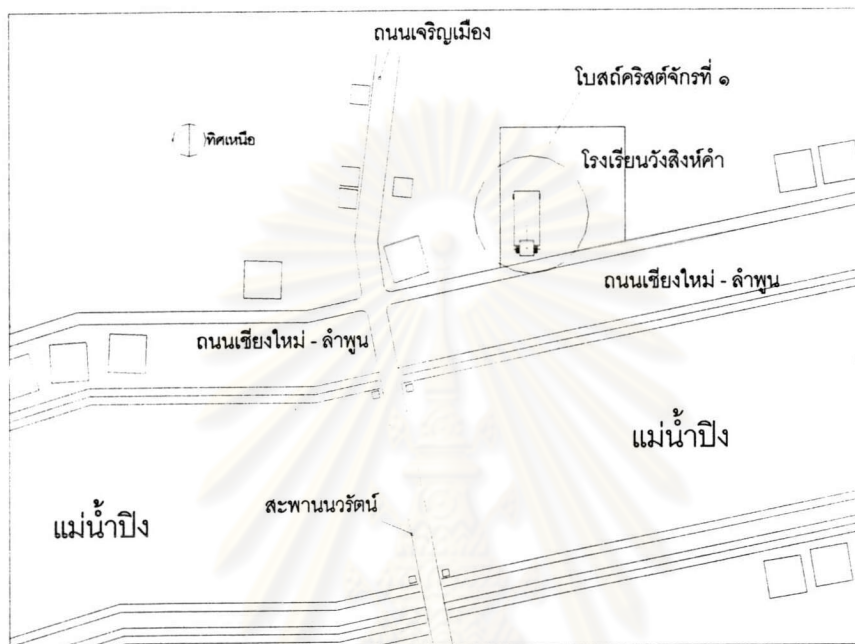 ถนนเจริญเมือง
โบสถ์คริสต์จักรที่ ๑
ทิศเหนือ
โรงเรียนวังสิงห์คำ
ถนนเชียงใหม่ - ลำพูน
ถนนเชียงใหม่ - ลำพูน
แม่น้ำปิง
สะพานนวรัตน์
แม่น้ำปิง